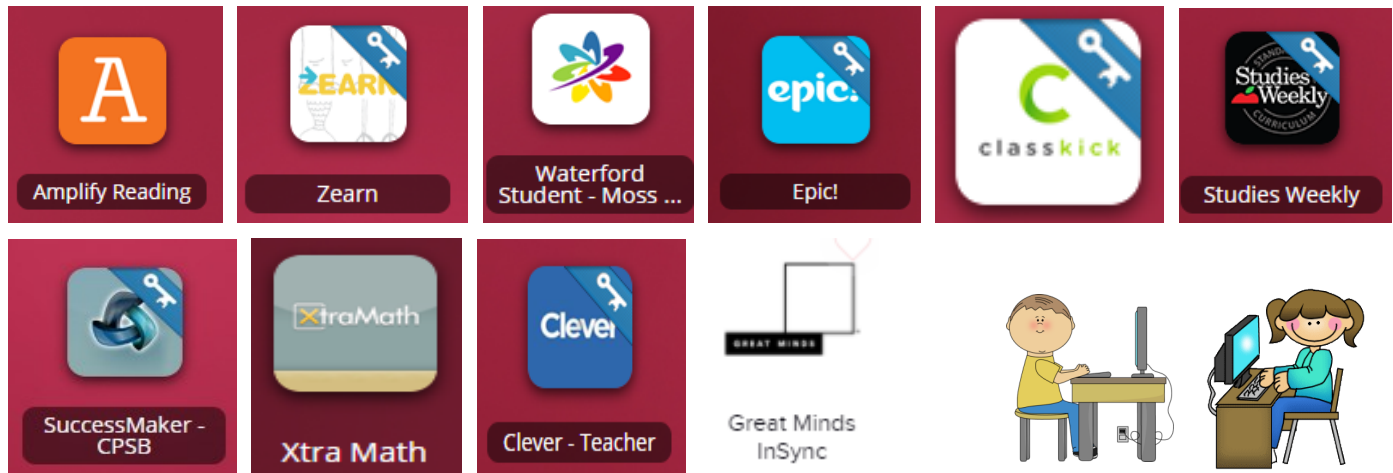 A
Amplify Reading
ZEARN
Zearn
Waterford
Student - Moss ...
epic!
Epic!
C
classkick
STANDARDS
Studies
Weekly
CURRICULUM
Studies Weekly
SuccessMaker -
CPSB
XtraMath
Xtra Math
Clever
Clever - Teacher
GREAT MINDS
Great Minds
InSync